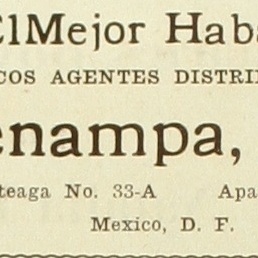 ElMejor Haba
COS AGENTES DISTRI
enampa,
teaga No. 33-A Apa
Mexico, D. F.